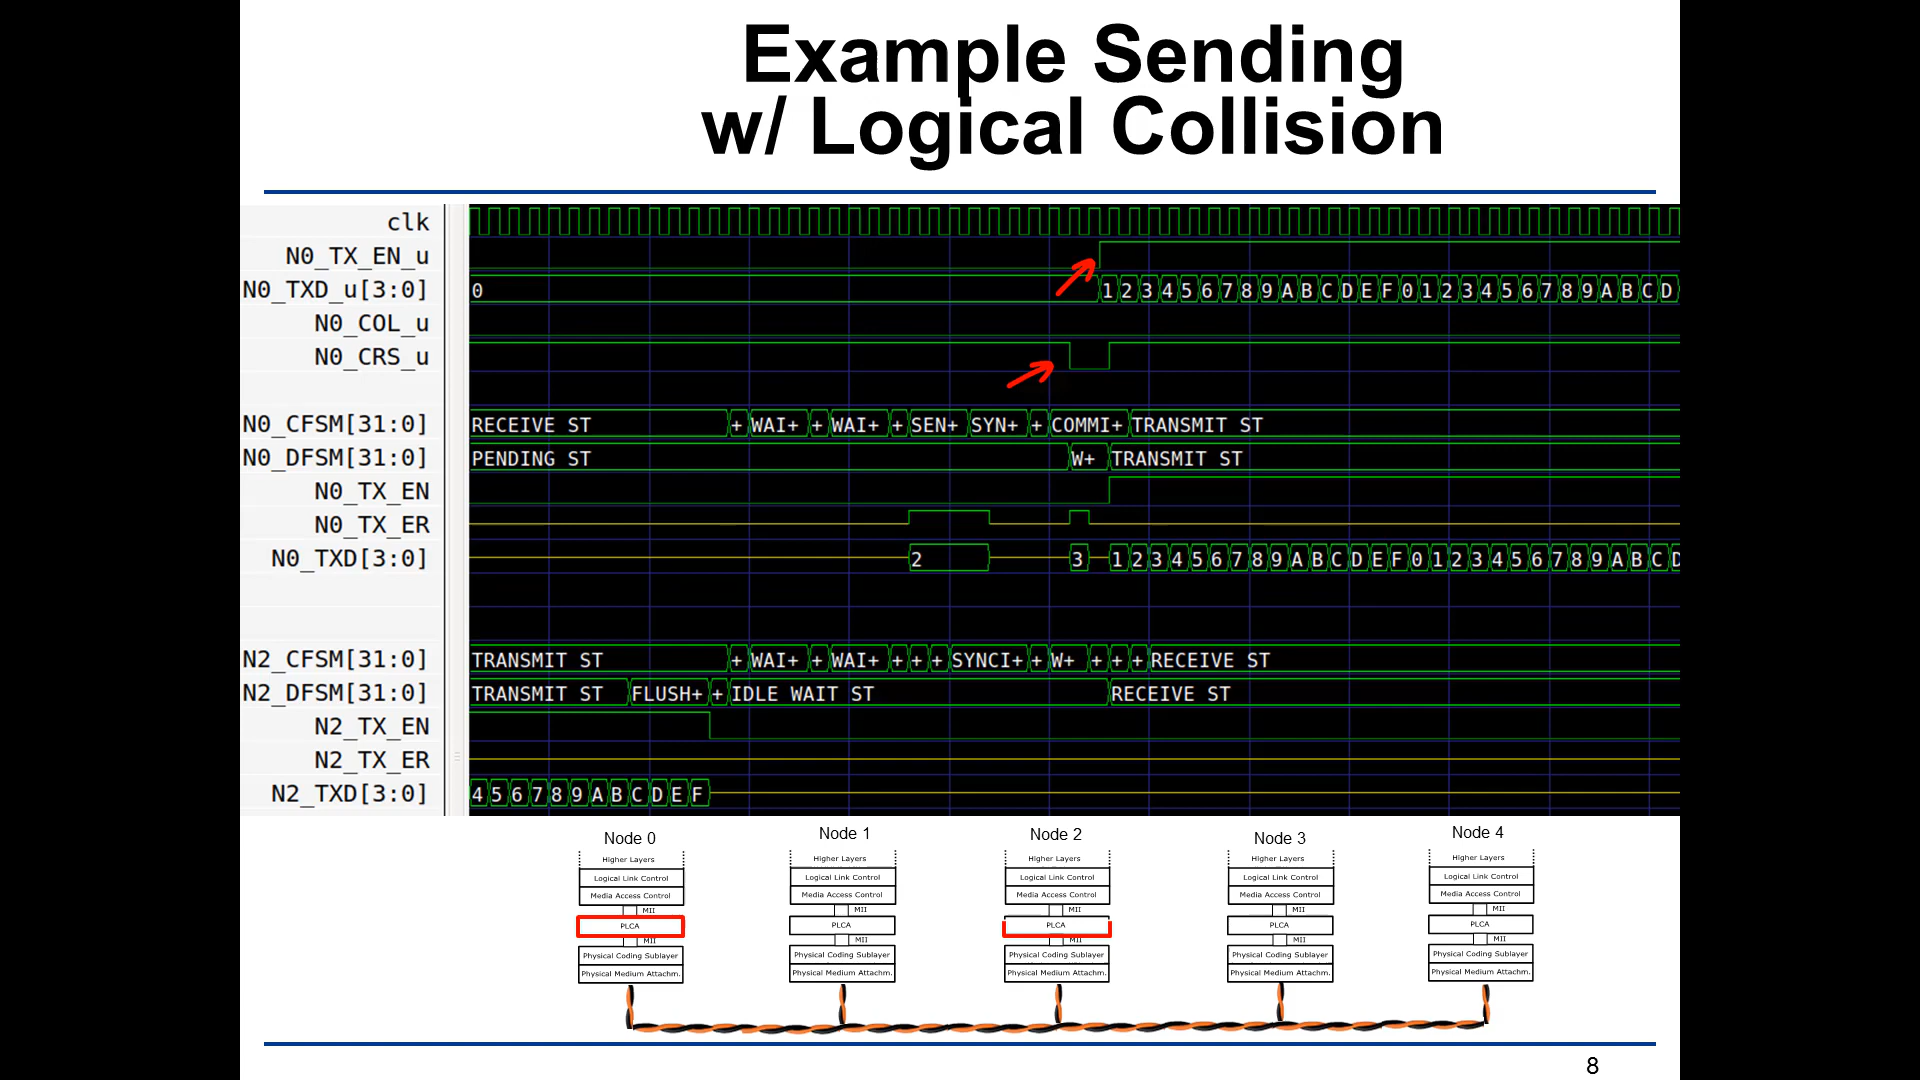 Example Sending
w/ Logical Collision
clk
N0_TX_EN_u
N0_TXD_u[3:0] 0 1 2 3 4 5 6 7 8 9 A B C D E F 0 1 2 3 4 5 6 7 8 9 A B C D
N0_COL_u
N0_CRS_u
N0_CFSM[31:0] RECEIVE ST + WAI+ + WAI+ + SEN+ SYN+ + COMMI+ TRANSMIT ST
N0_DFSM[31:0] PENDING ST W+ TRANSMIT ST
N0_TX_EN
N0_TX_ER
N0_TXD[3:0] 2 3 1 2 3 4 5 6 7 8 9 A B C D E F 0 1 2 3 4 5 6 7 8 9 A B C D
N2_CFSM[31:0] TRANSMIT ST + WAI+ + WAI+ + + + SYNCI+ + W+ + + + RECEIVE ST
N2_DFSM[31:0] TRANSMIT ST FLUSH+ + IDLE WAIT ST RECEIVE ST
N2_TX_EN
N2_TX_ER
N2_TXD[3:0] 4 5 6 7 8 9 A B C D E F
Node 0 Node 1 Node 2 Node 3 Node 4
Higher Layers Higher Layers Higher Layers Higher Layers Higher Layers
Logical Link Control Logical Link Control Logical Link Control Logical Link Control Logical Link Control
Media Access Control Media Access Control Media Access Control Media Access Control Media Access Control
MII MII MII MII MII
PLCA PLCA PLCA PLCA PLCA
MII MII MII MII MII
Physical Coding Sublayer Physical Coding Sublayer Physical Coding Sublayer Physical Coding Sublayer Physical Coding Sublayer
Physical Medium Attachm. Physical Medium Attachm. Physical Medium Attachm. Physical Medium Attachm. Physical Medium Attachm.
8